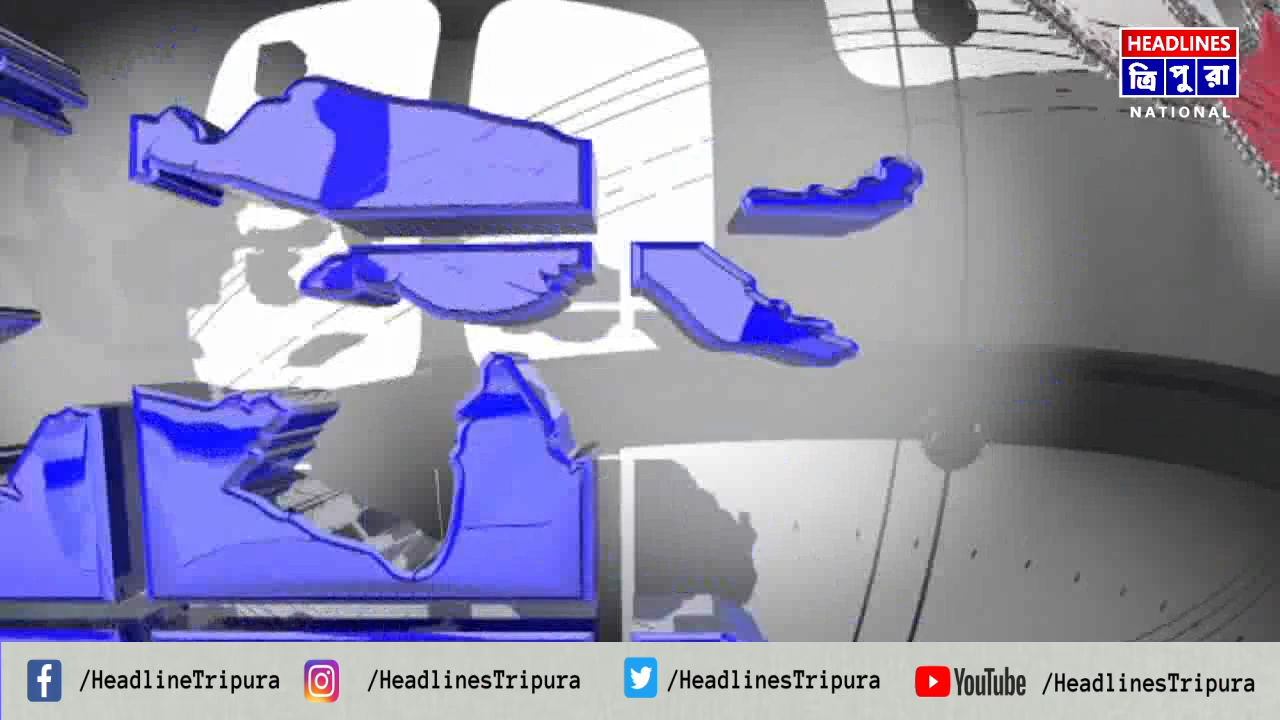 HEADLINES
ত্রিপুরা
NATIONAL
/HeadlineTripura /HeadlinesTripura /HeadlinesTripura YouTube /HeadlinesTripura